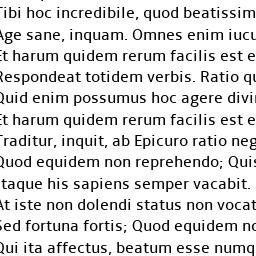 Tibi hoc incredibile, quod beatissim
Age sane, inquam. Omnes enim iucu
Et harum quidem rerum facilis est e
Respondeat totidem verbis. Ratio qu
Quid enim possumus hoc agere divi
Et harum quidem rerum facilis est e
Traditur, inquit, ab Epicuro ratio neg
Quod equidem non reprehendo; Quis
Itaque his sapiens semper vacabit.
At iste non dolendi status non vocat
Sed fortuna fortis; Quod equidem no
Qui ita affectus, beatum esse numq